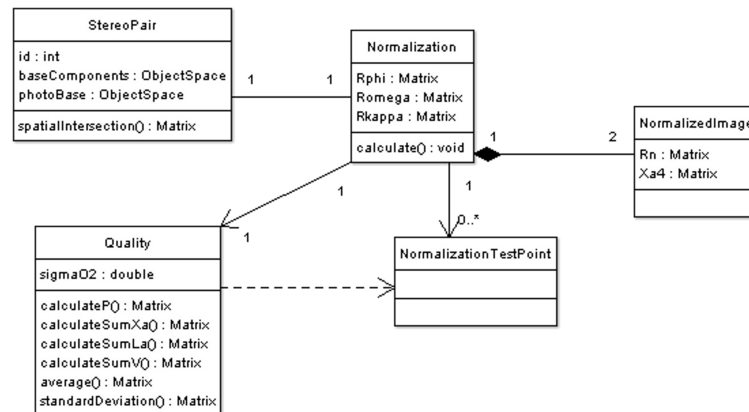 StereoPair
id : int
baseComponents : ObjectSpace
photoBase : ObjectSpace
spatialIntersection() : Matrix
1
1
Normalization
Rphi : Matrix
Romega : Matrix
Rkappa : Matrix
calculate() : void
1
2
NormalizedImage
Rn : Matrix
Xa4 : Matrix
1
1
1
0..*
Quality
sigma02 : double
calculateP() : Matrix
calculateSumXa() : Matrix
calculateSumLa() : Matrix
calculateSumV() : Matrix
average() : Matrix
standardDeviation() : Matrix
NormalizationTestPoint